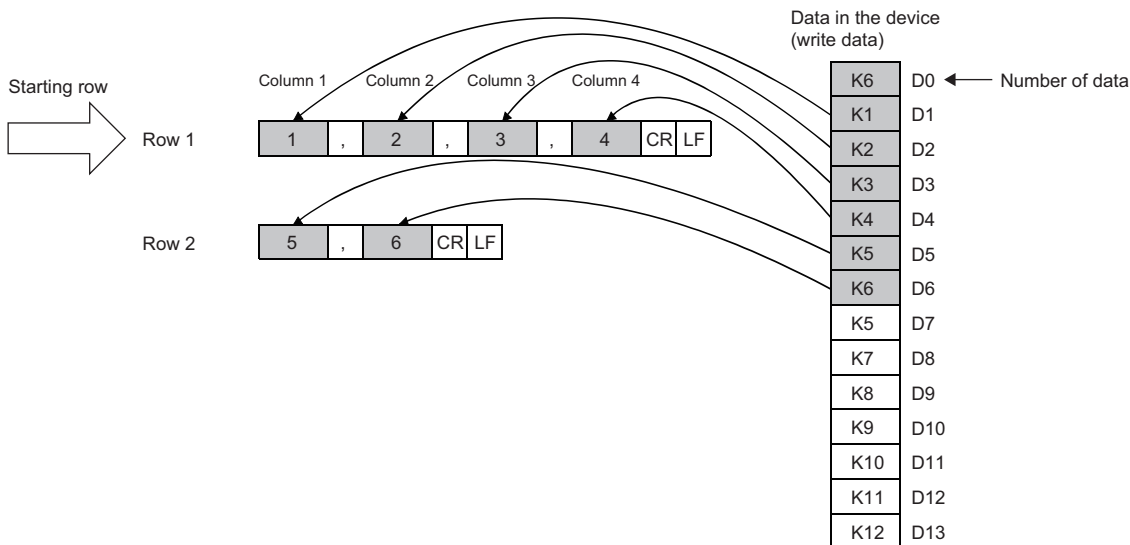 Data in the device
(write data)
Starting row
Column 1 Column 2 Column 3 Column 4
K6 D0 Number of data
K1 D1
Row 1 1 , 2 , 3 , 4 CR LF
K2 D2
K3 D3
K4 D4
Row 2 5 , 6 CR LF
K5 D5
K6 D6
K5 D7
K7 D8
K8 D9
K9 D10
K10 D11
K11 D12
K12 D13